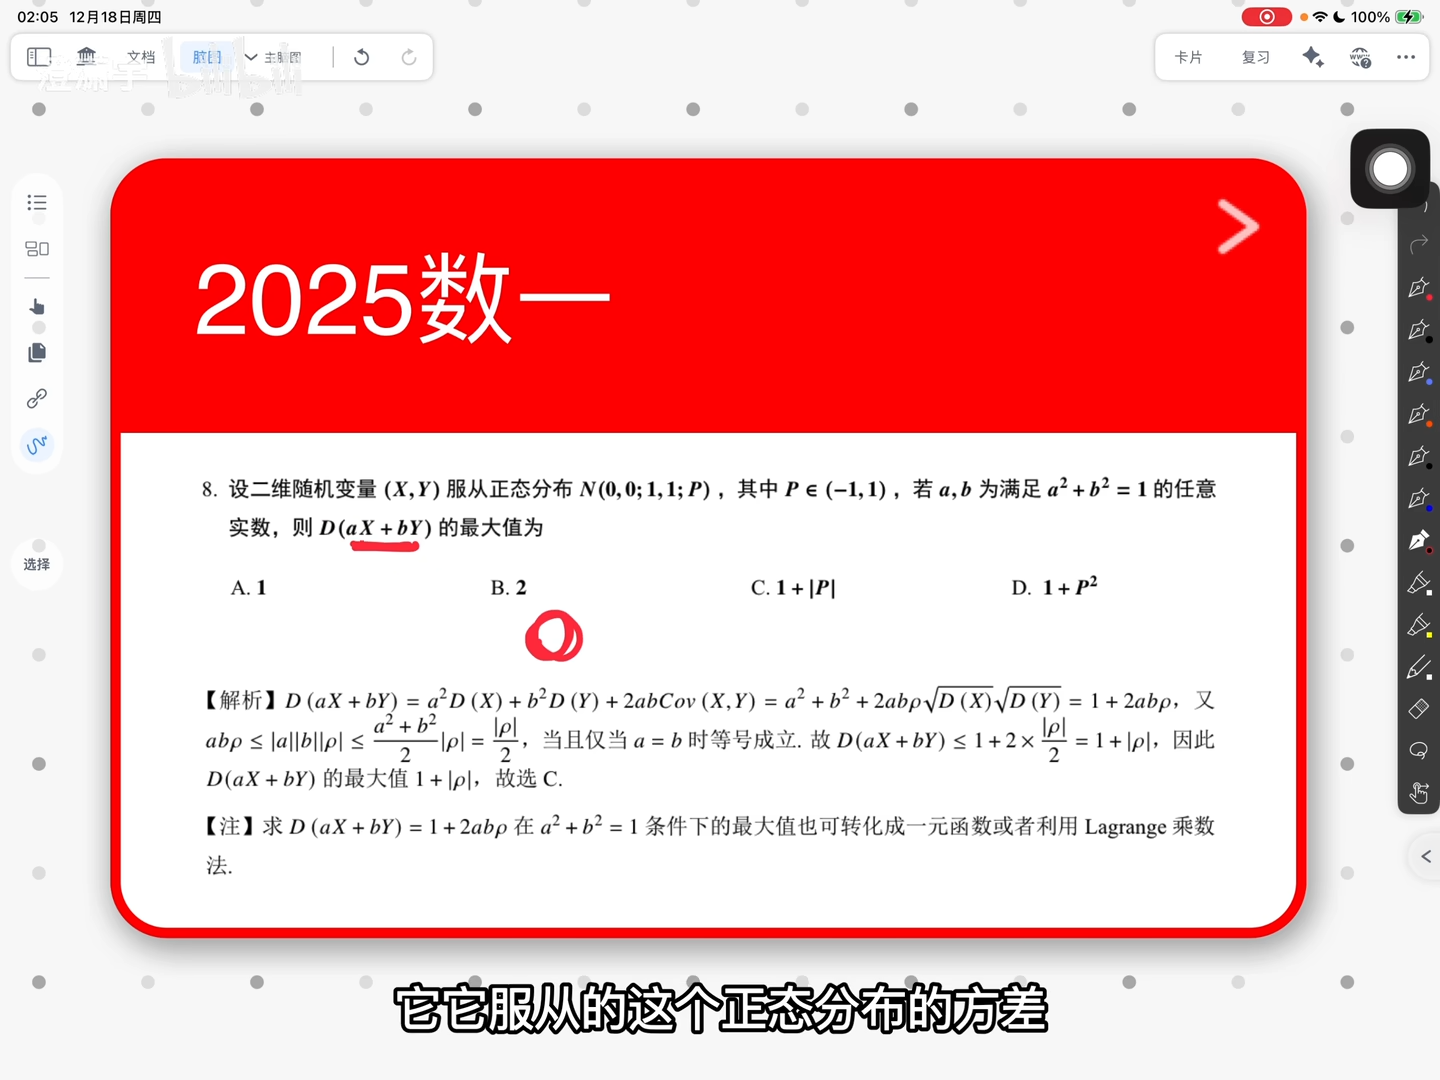 02:05 12月18日周四
100%
文档
脑图
主脑图
卡片
复习
选择
2025数一
8. 设二维随机变量 (X,Y) 服从正态分布 N(0,0;1,1;P) ，其中 P∈(−1,1) ，若 a,b 为满足 a²+b²=1 的任意
实数，则 D(aX+bY) 的最大值为
A. 1 B. 2 C. 1+|P| D. 1+P²
【解析】D(aX+bY)=a²D(X)+b²D(Y)+2abCov(X,Y)=a²+b²+2abρ√D(X)√D(Y)=1+2abρ，又
abρ≤|a||b||ρ|≤(a²+b²)/2|ρ|=|ρ|/2，当且仅当 a=b 时等号成立. 故 D(aX+bY)≤1+2×|ρ|/2=1+|ρ|，因此
D(aX+bY) 的最大值 1+|ρ|，故选 C.
【注】求 D(aX+bY)=1+2abρ 在 a²+b²=1 条件下的最大值也可转化成一元函数或者利用 Lagrange 乘数
法.
它它服从的这个正态分布的方差